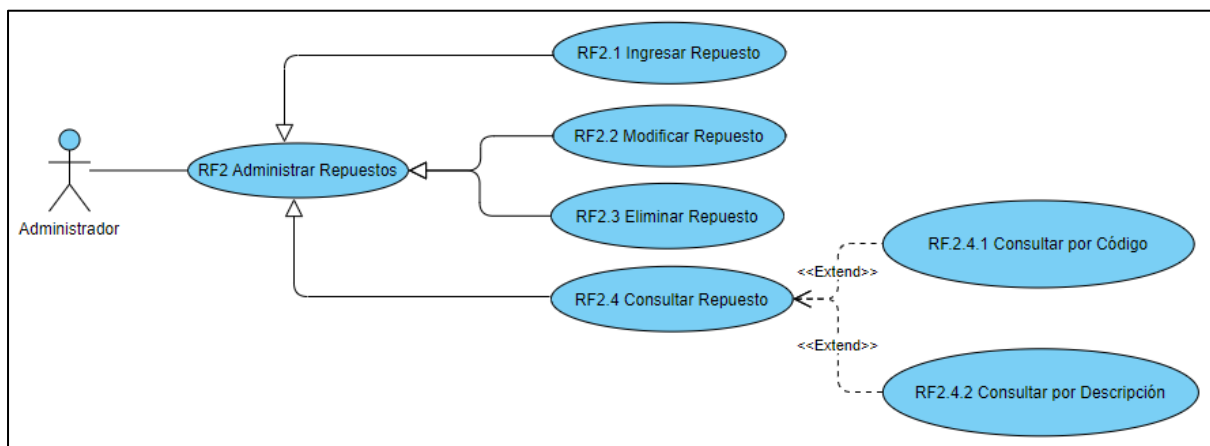 RF2.1 Ingresar Repuesto
RF2.2 Modificar Repuesto
RF2 Administrar Repuestos
RF2.3 Eliminar Repuesto
Administrador
RF.2.4.1 Consultar por Código
<<Extend>>
RF2.4 Consultar Repuesto
<<Extend>>
RF2.4.2 Consultar por Descripción